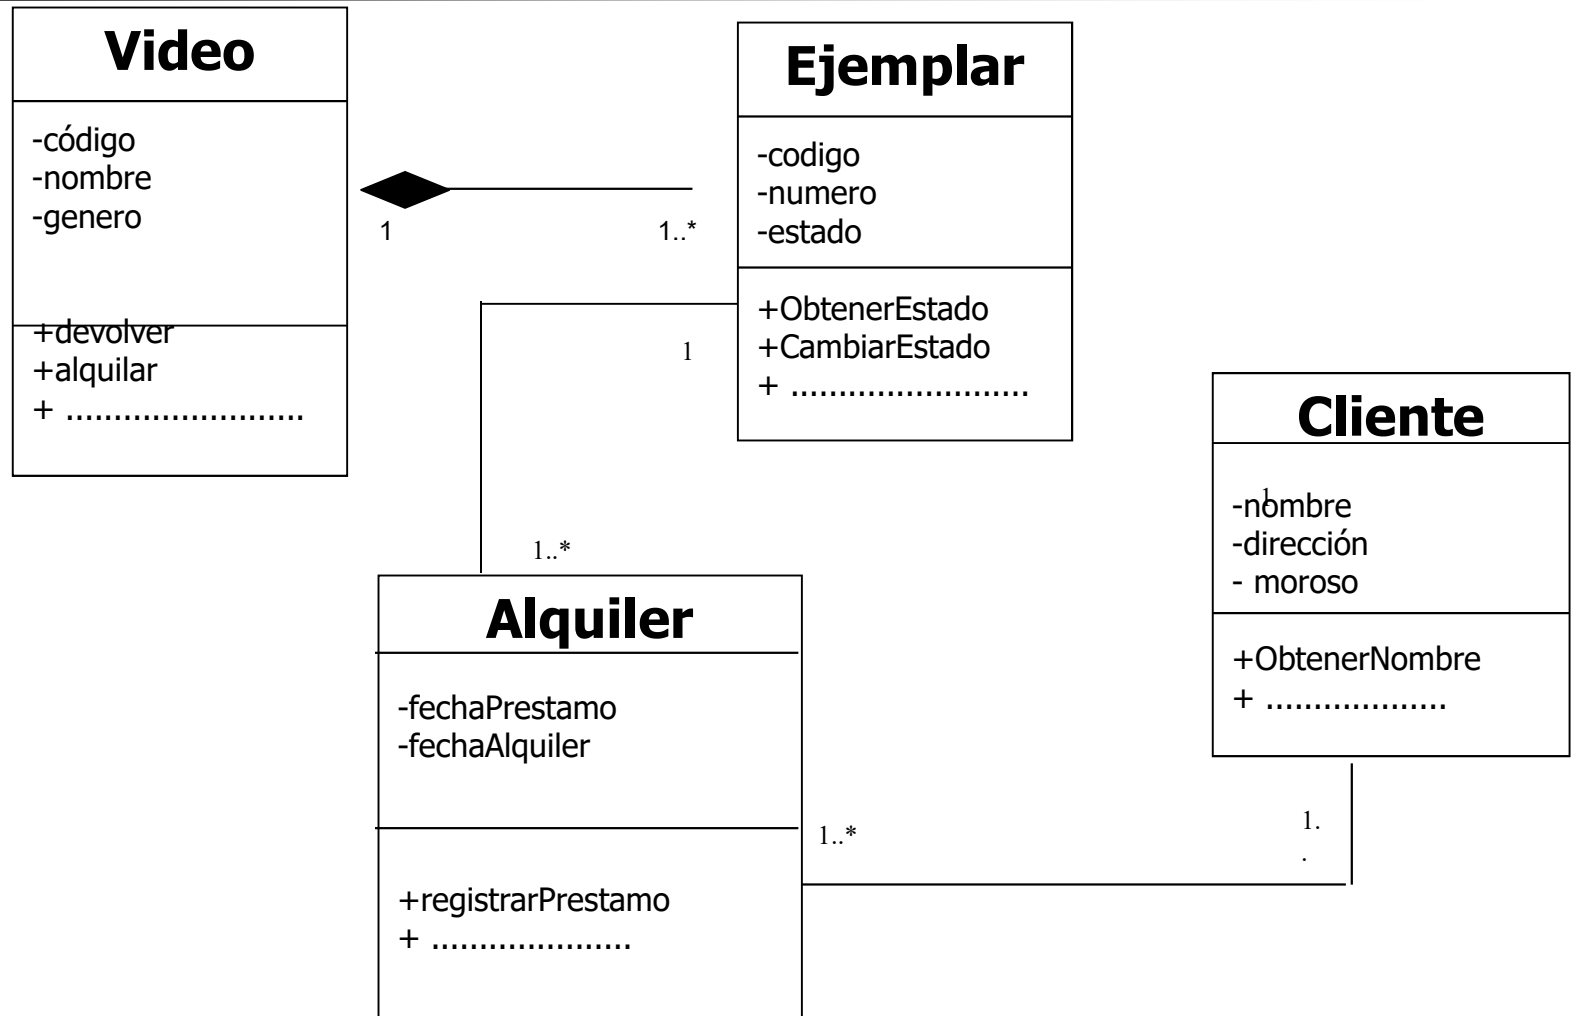 Video
-código
-nombre
-genero
+devolver
+alquilar
+ .........................
1
1..*
Ejemplar
-codigo
-numero
-estado
+ObtenerEstado
+CambiarEstado
+ .........................
1
1..*
Cliente
1
-nombre
-dirección
- moroso
+ObtenerNombre
+ ...................
Alquiler
-fechaPrestamo
-fechaAlquiler
+registrarPrestamo
+ .....................
1..*
1.
.